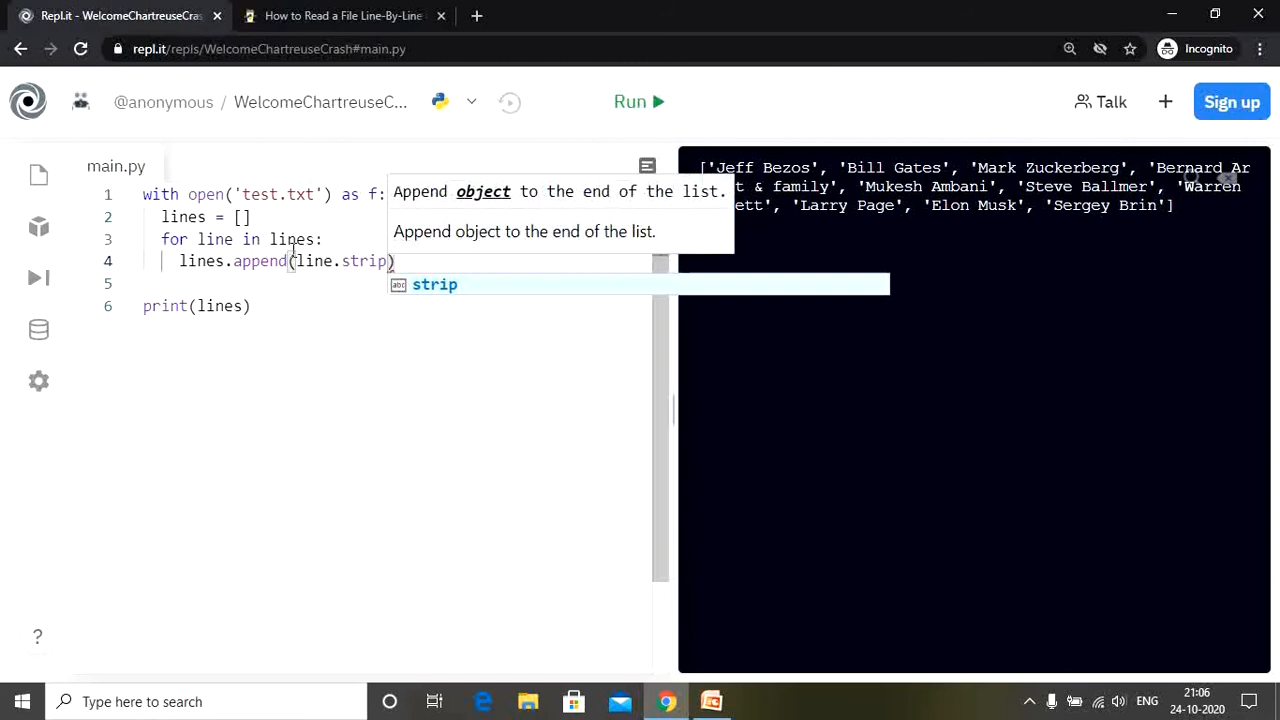 Repl.it - WelcomeChartreuseCras
How to Read a File Line-By-Line
repl.it/repls/WelcomeChartreuseCrash#main.py
Incognito
@anonymous / WelcomeChartreuseC...
Run
Talk
Sign up
main.py
1 with open('test.txt') as f:
2 lines = []
3 for line in lines:
4 lines.append(line.strip)
5
6 print(lines)
Append object to the end of the list.
Append object to the end of the list.
abc strip
['Jeff Bezos', 'Bill Gates', 'Mark Zuckerberg', 'Bernard Ar
t & family', 'Mukesh Ambani', 'Steve Ballmer', 'Warren
ett', 'Larry Page', 'Elon Musk', 'Sergey Brin']
?
Type here to search
ENG
21:06
24-10-2020